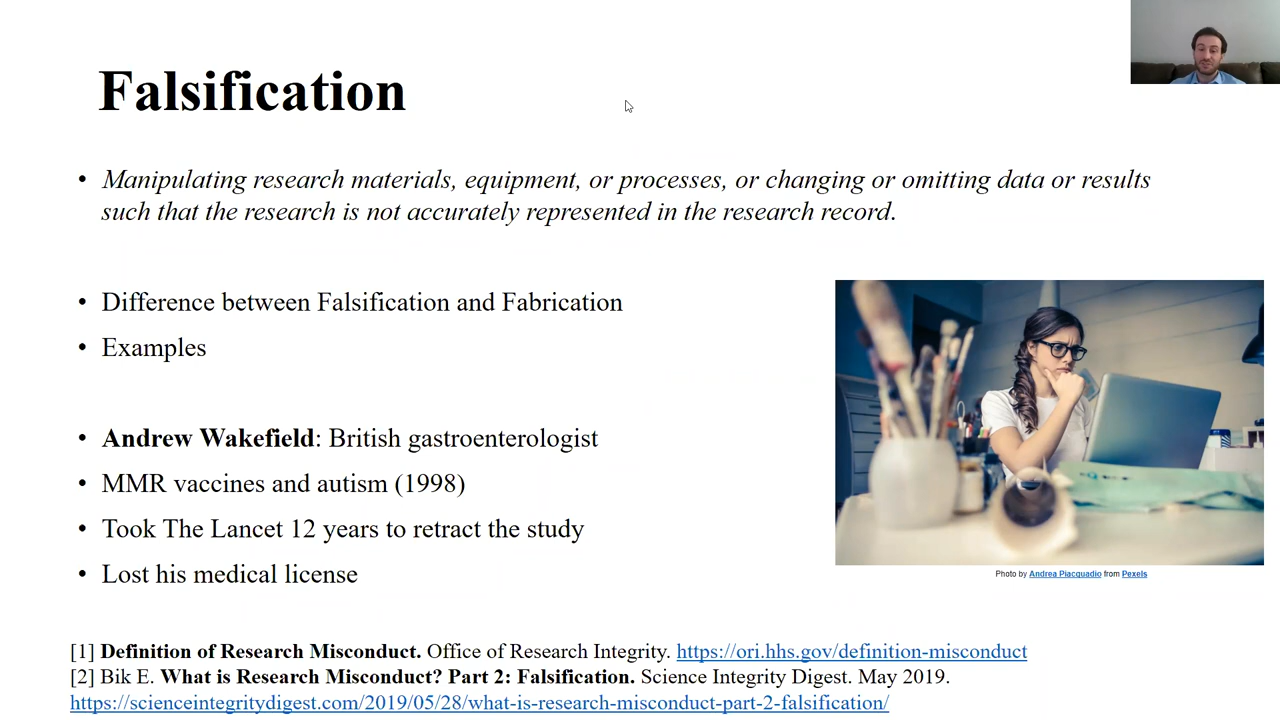 Falsification
• Manipulating research materials, equipment, or processes, or changing or omitting data or results
such that the research is not accurately represented in the research record.
• Difference between Falsification and Fabrication
• Examples
• Andrew Wakefield: British gastroenterologist
• MMR vaccines and autism (1998)
• Took The Lancet 12 years to retract the study
• Lost his medical license
Photo by Andrea Piacquadio from Pexels
[1] Definition of Research Misconduct. Office of Research Integrity. https://ori.hhs.gov/definition-misconduct
[2] Bik E. What is Research Misconduct? Part 2: Falsification. Science Integrity Digest. May 2019.
https://scienceintegritydigest.com/2019/05/28/what-is-research-misconduct-part-2-falsification/